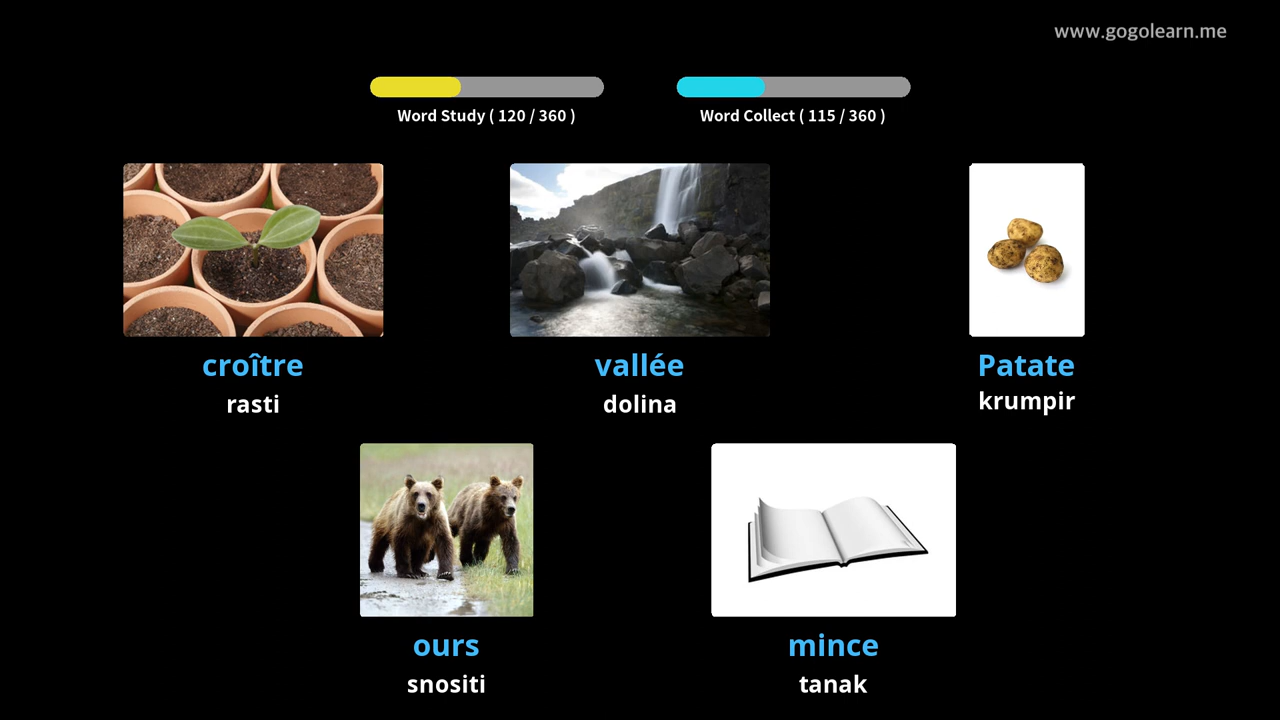 www.gogolearn.me
Word Study ( 120 / 360 )
Word Collect ( 115 / 360 )
croître
rasti
vallée
dolina
Patate
krumpir
ours
snositi
mince
tanak